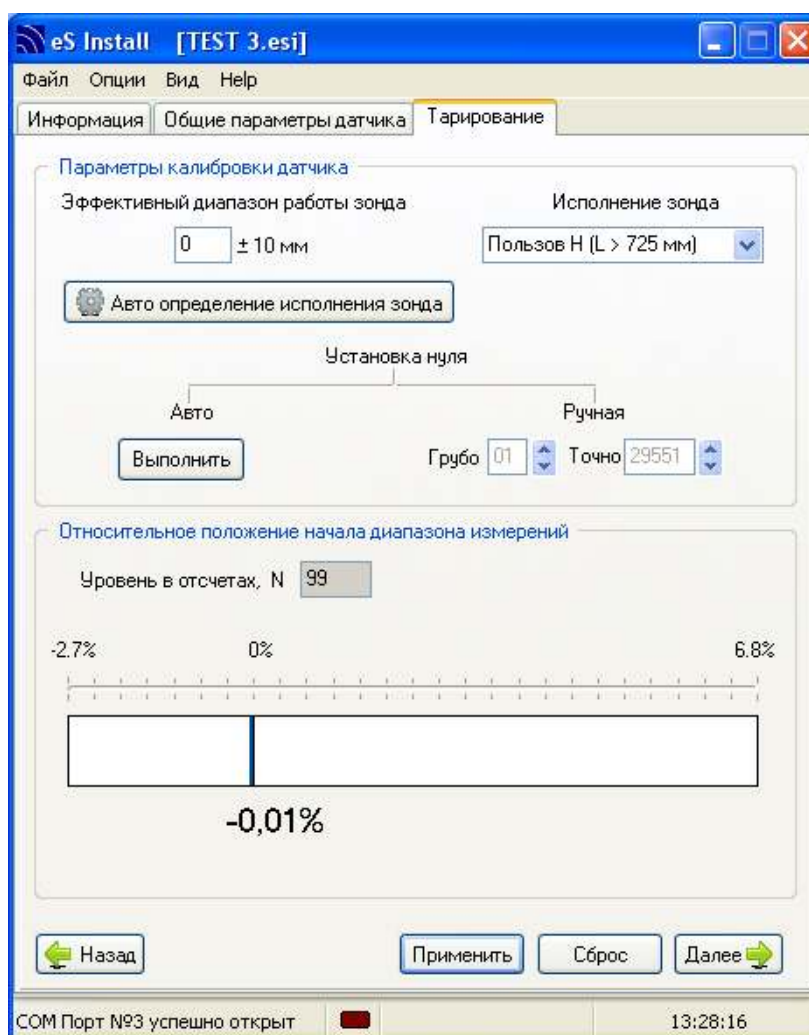 eS Install [TEST 3.esi]
Файл Опции Вид Help
Информация Общие параметры датчика Тарирование
Параметры калибровки датчика
Эффективный диапазон работы зонда Исполнение зонда
0 ± 10 мм Пользов Н (L > 725 мм)
Авто определение исполнения зонда
Установка нуля
Авто Ручная
Выполнить Грубо 01 Точно 29551
Относительное положение начала диапазона измерений
Уровень в отсчетах, N 99
-2.7% 0% 6.8%
-0,01%
Назад Применить Сброс Далее
COM Порт №3 успешно открыт 13:28:16